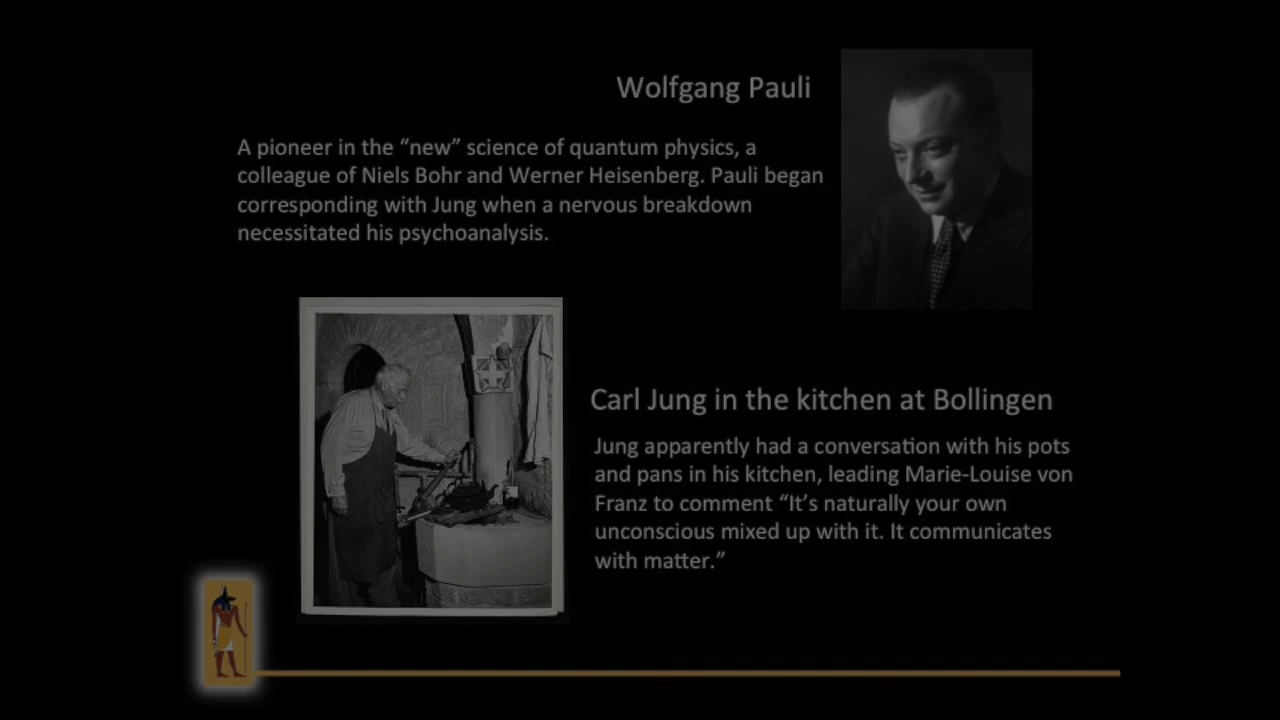 Wolfgang Pauli
A pioneer in the “new” science of quantum physics, a
colleague of Niels Bohr and Werner Heisenberg. Pauli began
corresponding with Jung when a nervous breakdown
necessitated his psychoanalysis.
Carl Jung in the kitchen at Bollingen
Jung apparently had a conversation with his pots
and pans in his kitchen, leading Marie-Louise von
Franz to comment “It’s naturally your own
unconscious mixed up with it. It communicates
with matter.”